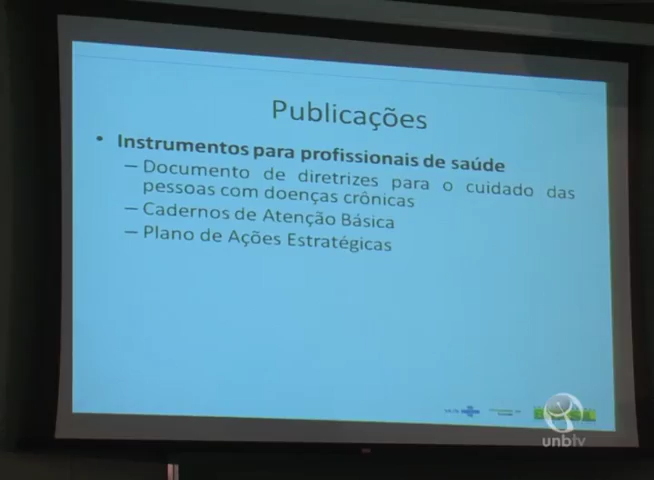 Publicações
• Instrumentos para profissionais de saúde
– Documento de diretrizes para o cuidado das
pessoas com doenças crônicas
– Cadernos de Atenção Básica
– Plano de Ações Estratégicas
unbtv